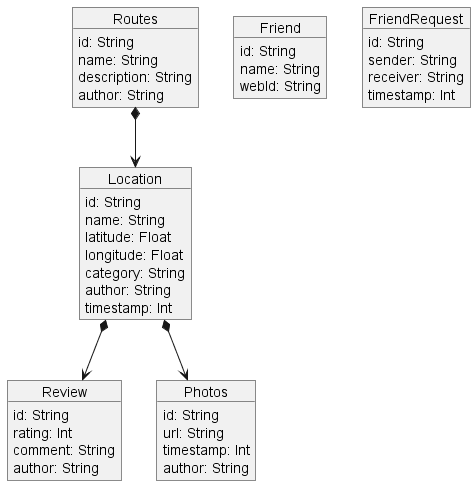 Routes
id: String
name: String
description: String
author: String
Friend
id: String
name: String
webId: String
FriendRequest
id: String
sender: String
receiver: String
timestamp: Int
Location
id: String
name: String
latitude: Float
longitude: Float
category: String
author: String
timestamp: Int
Review
id: String
rating: Int
comment: String
author: String
Photos
id: String
url: String
timestamp: Int
author: String